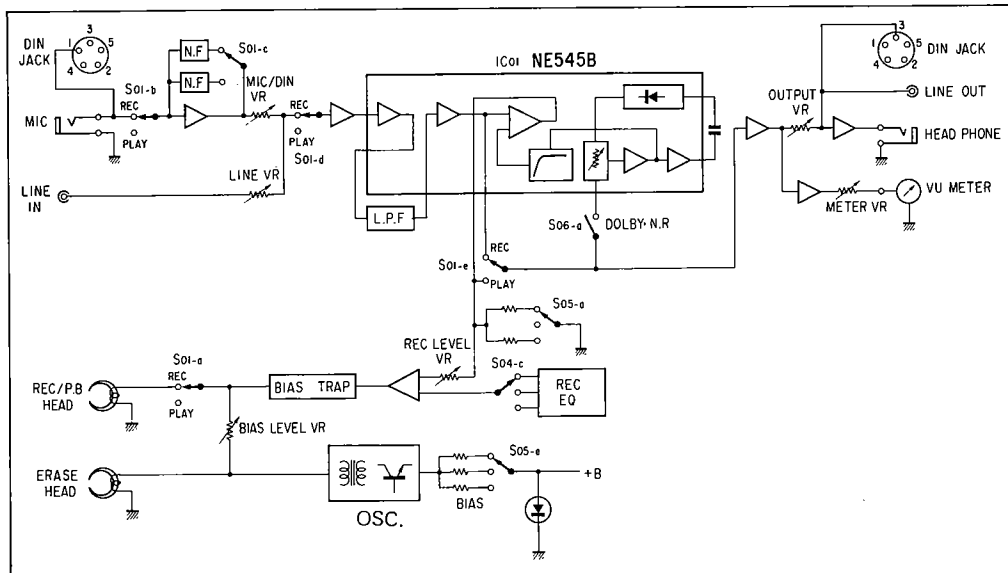 DIN
JACK
3
1 5
4 2
N.F
N.F
S01-c
S01-b
REC
PLAY
MIC
MIC/DIN
VR
REC
PLAY
S01-d
LINE VR
LINE
IN
L.P.F
IC01 NE545B
S06-a
DOLBY·N.R
REC
S01-e
PLAY
3
1 5
4 2
DIN JACK
OUTPUT
VR
LINE OUT
HEAD PHONE
METER VR
VU METER
S05-a
REC LEVEL
VR
S04-c
REC
EQ
S01-a
REC
PLAY
REC/P.B
HEAD
BIAS TRAP
BIAS LEVEL VR
ERASE
HEAD
OSC.
S05-e
BIAS
+B